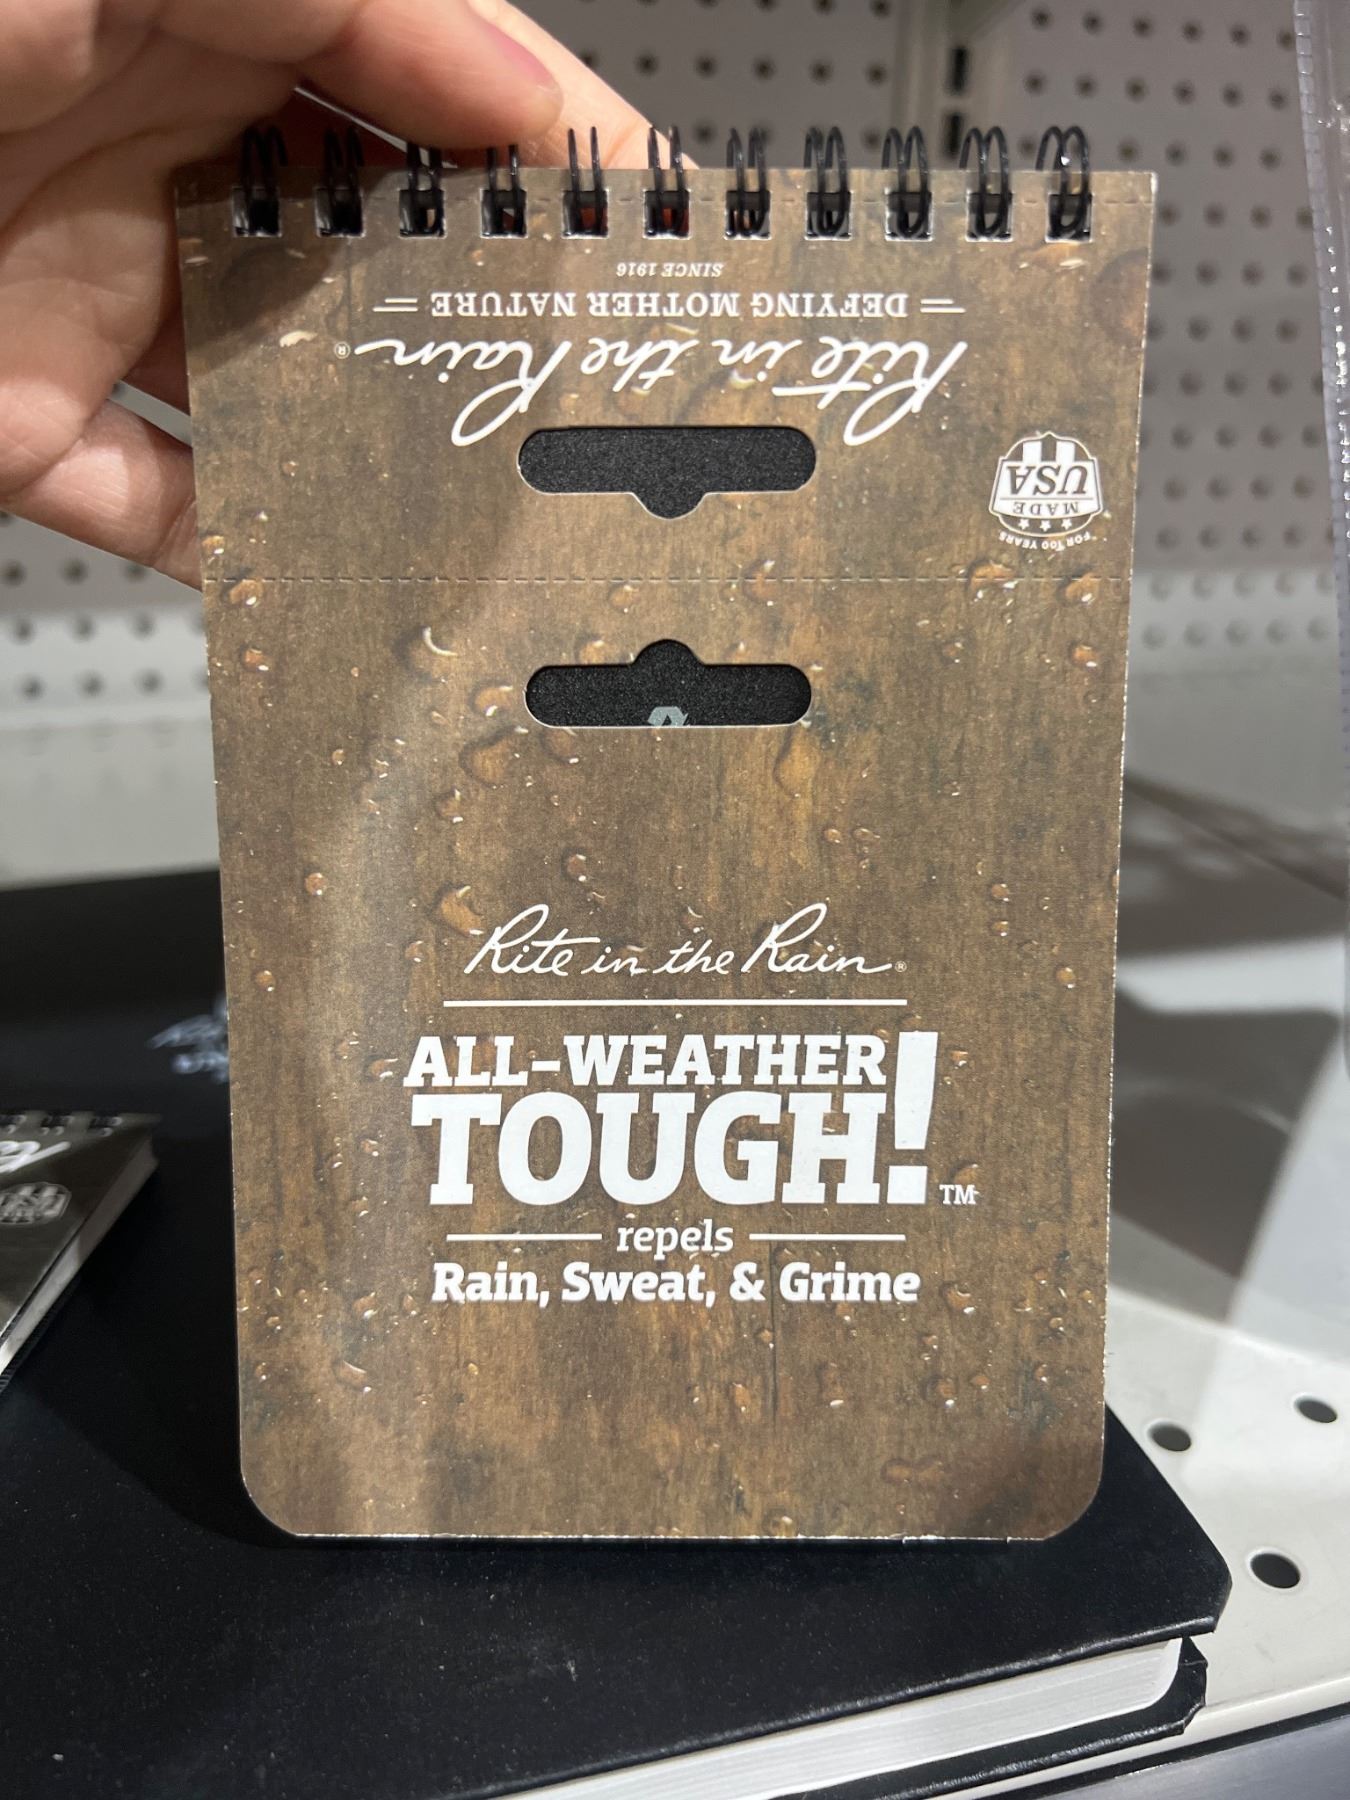 SINCE 1916
DEFYING MOTHER NATURE
Rite in the Rain®
USA
MADE
FOR 100 YEARS
Rite in the Rain®
ALL-WEATHER
TOUGH!™
repels
Rain, Sweat, & Grime